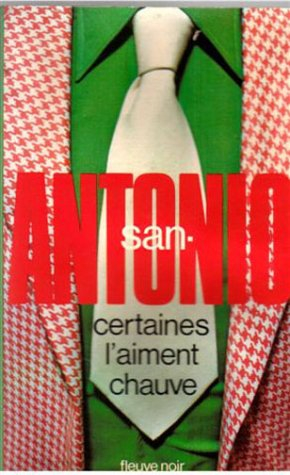 san-
ANTONIO
certaines
l'aiment
chauve
fleuve noir